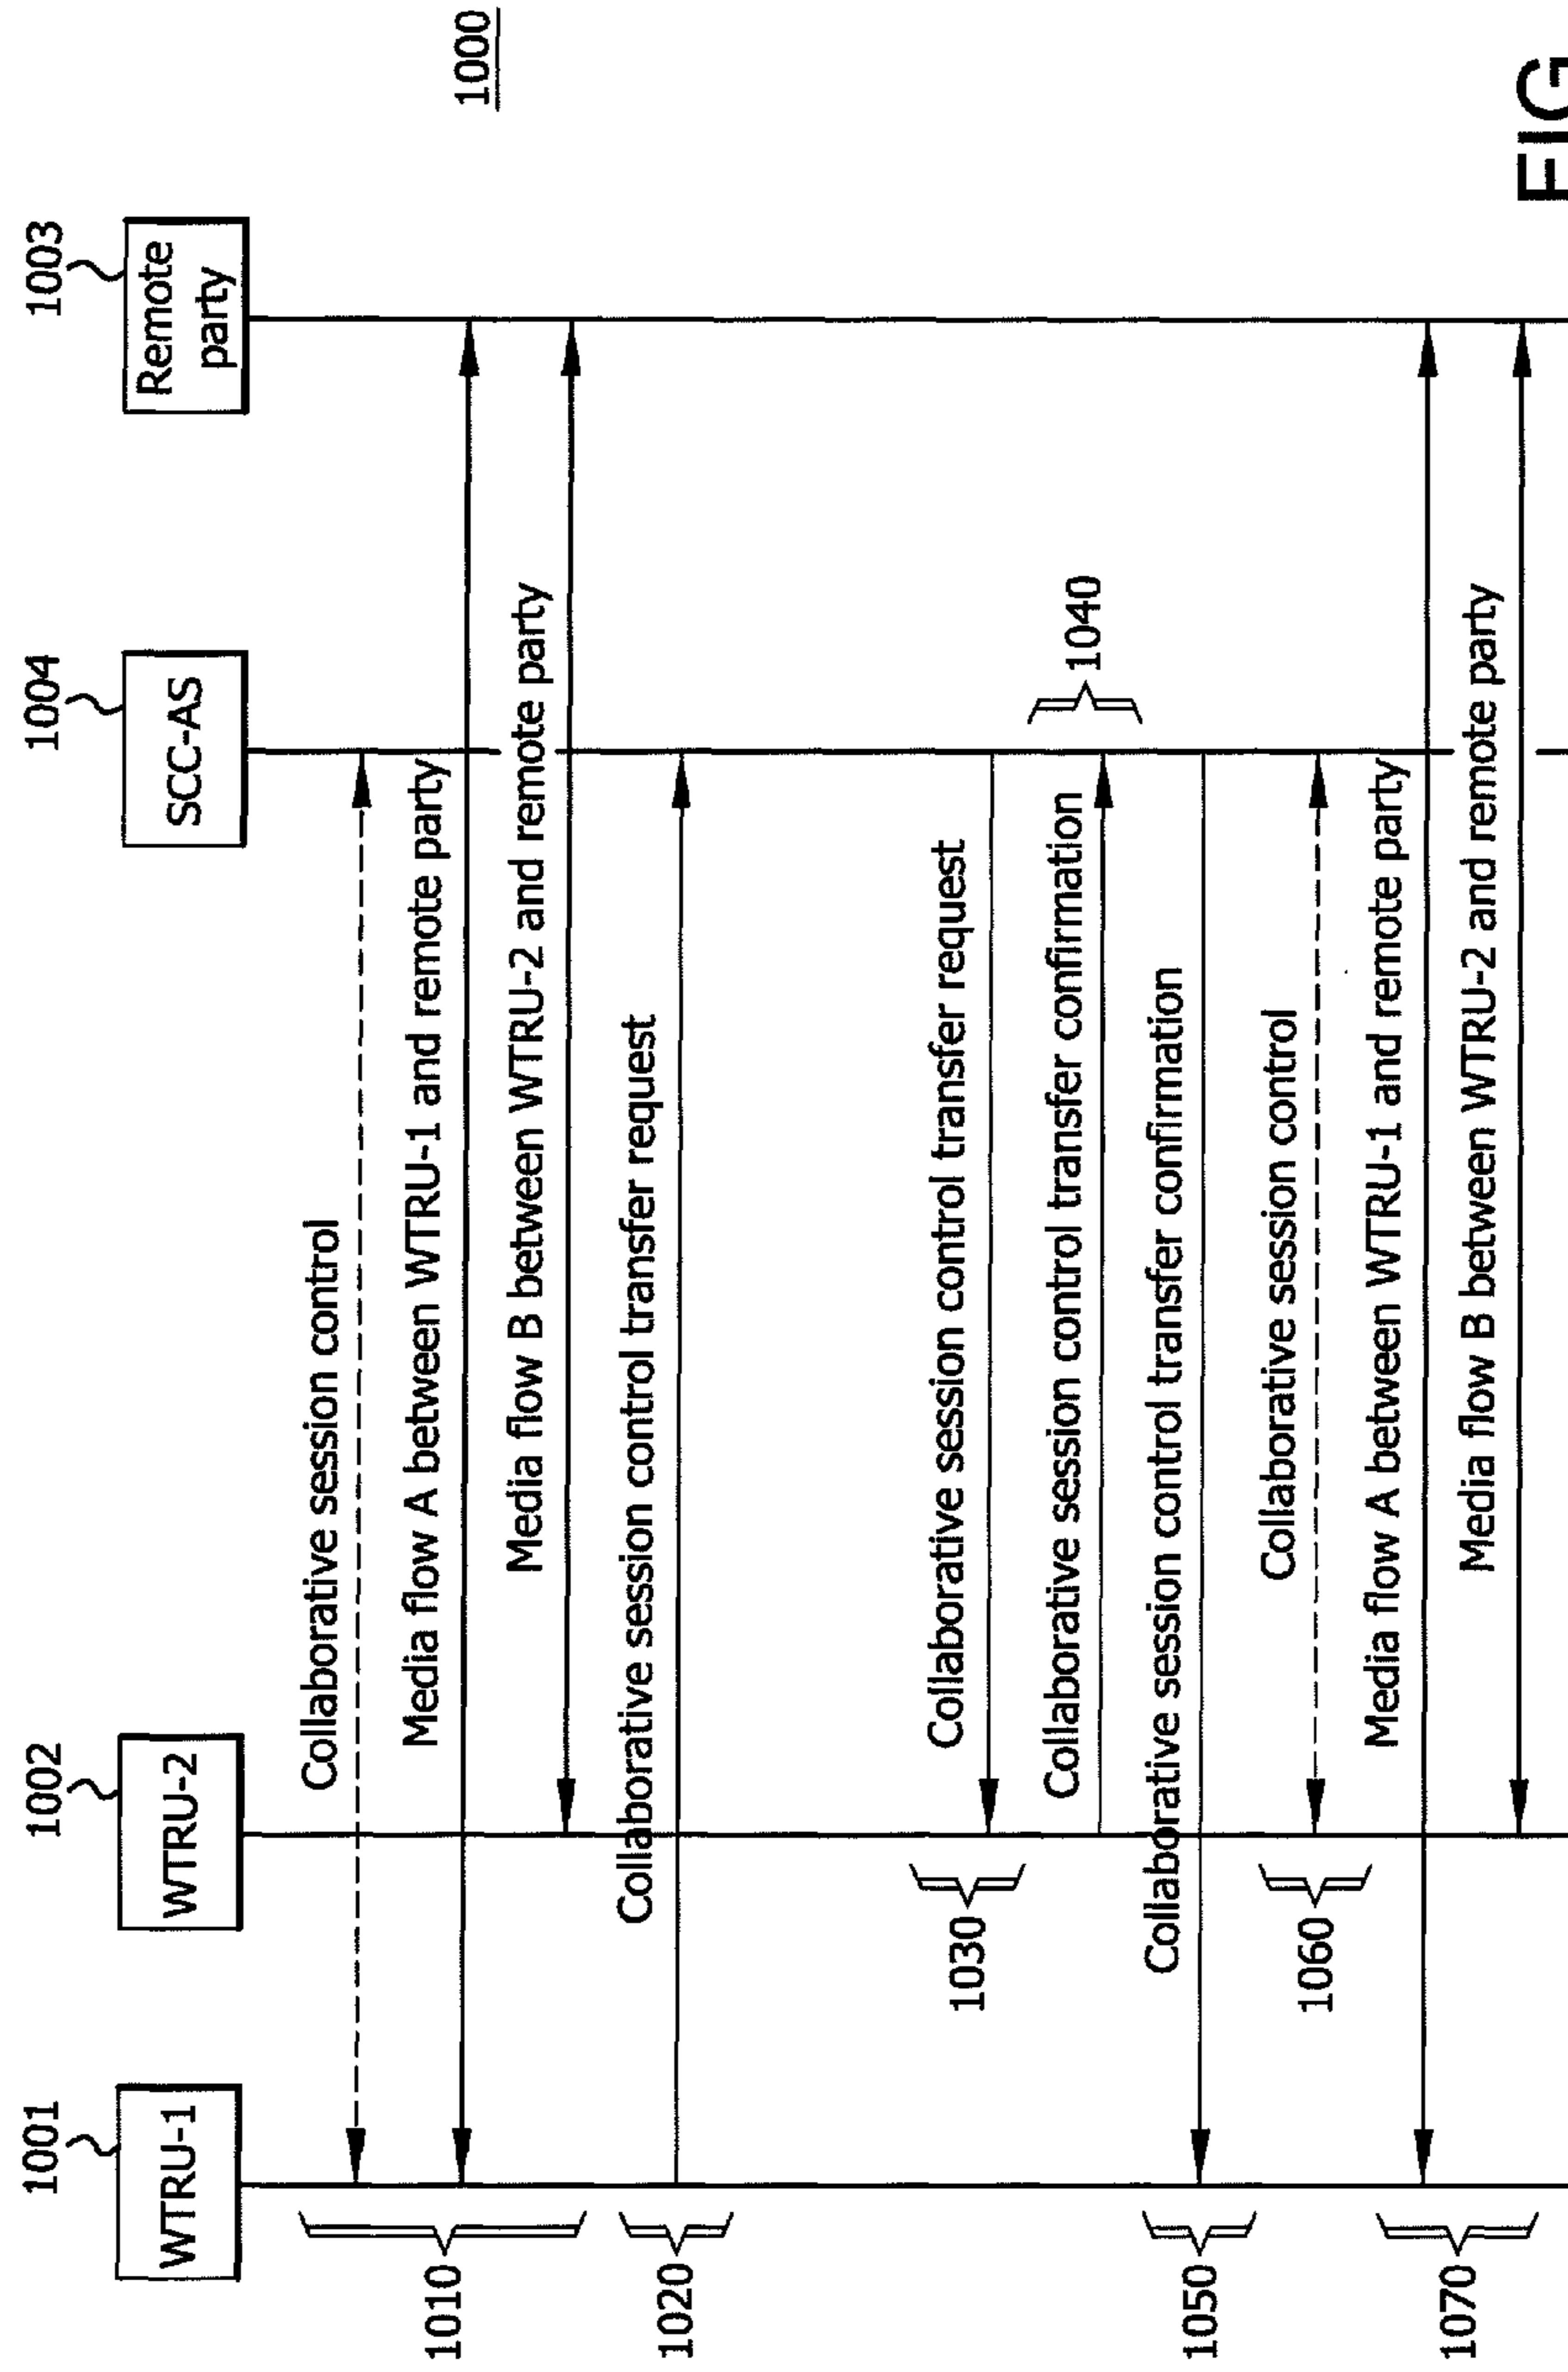 1001
WTRU-1
1002
WTRU-2
1004
SCC-AS
1003
Remote
party
Collaborative session control
Media flow A between WTRU-1 and remote party
1010
1000
Media flow B between WTRU-2 and remote party
Collaborative session control transfer request
1020
Collaborative session control transfer request
1030
Collaborative session control transfer confirmation
1040
Collaborative session control transfer confirmation
1050
Collaborative session control
1060
Media flow A between WTRU-1 and remote party
1070
Media flow B between WTRU-2 and remote party
FIG